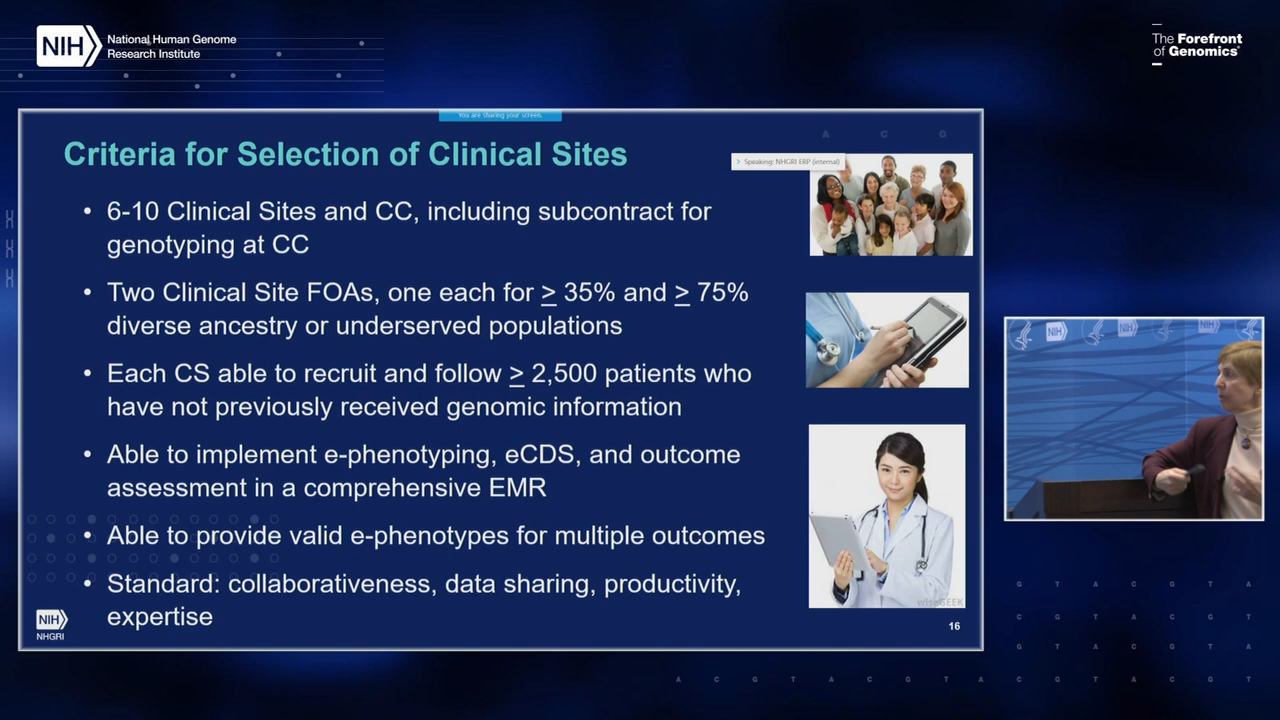 NIH
National Human Genome
Research Institute
The Forefront
of Genomics®
You are sharing your screen.
A C G
Speaking: NHGRI ERP (internal)
Criteria for Selection of Clinical Sites
• 6-10 Clinical Sites and CC, including subcontract for
genotyping at CC
• Two Clinical Site FOAs, one each for ≥ 35% and ≥ 75%
diverse ancestry or underserved populations
• Each CS able to recruit and follow ≥ 2,500 patients who
have not previously received genomic information
• Able to implement e-phenotyping, eCDS, and outcome
assessment in a comprehensive EMR
• Able to provide valid e-phenotypes for multiple outcomes
• Standard: collaborativeness, data sharing, productivity,
expertise
wiseGEEK
NIH
NHGRI
16
NIH NIH NIH
G T A C G T A
C G T A C G T
G T A C G T A
A C G T A C G T A C G T A C G T